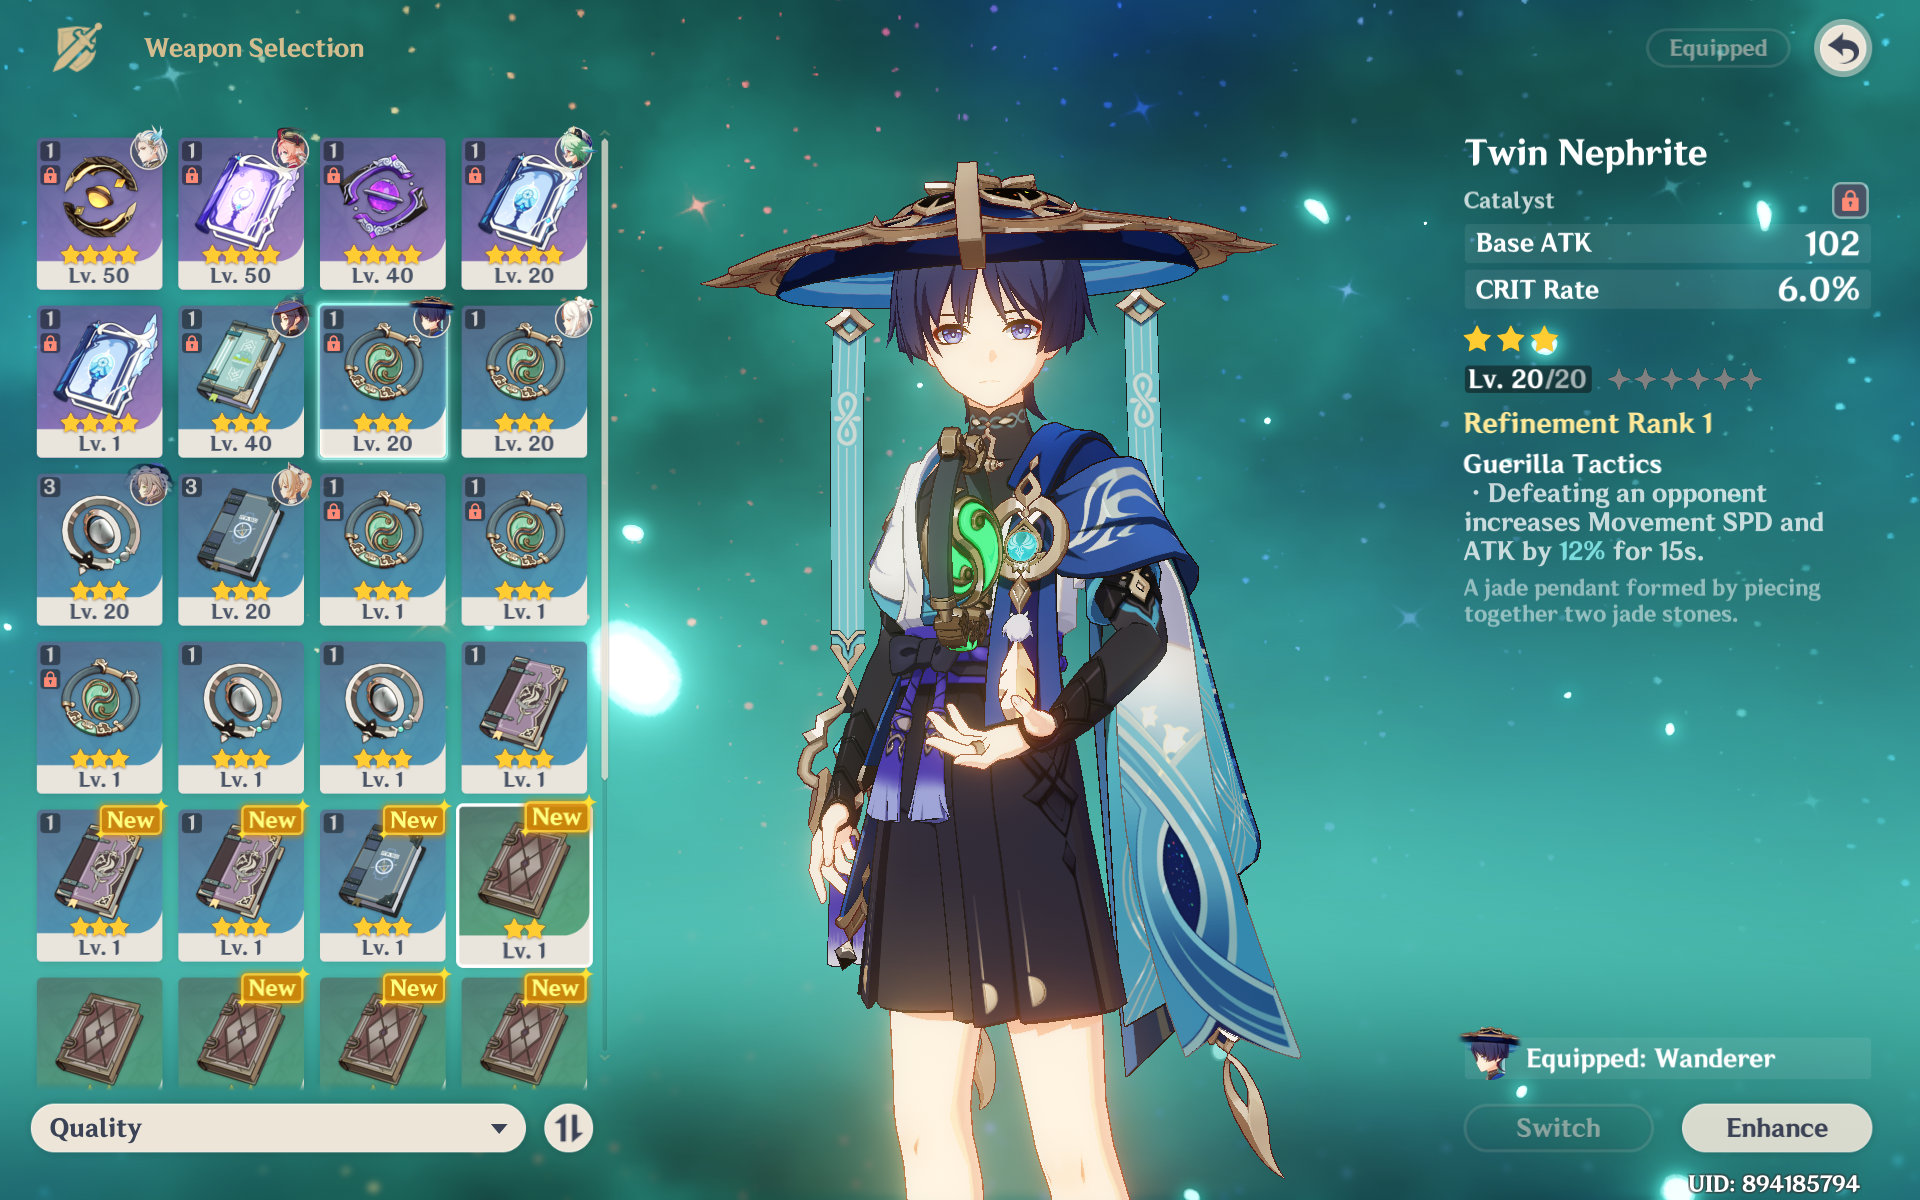 Weapon Selection
Equipped
1 1 1 1
Lv. 50 Lv. 50 Lv. 40 Lv. 20
1 1 1 1
Lv. 1 Lv. 40 Lv. 20 Lv. 20
3 3 1 1
Lv. 20 Lv. 20 Lv. 1 Lv. 1
1 1 1 1
Lv. 1 Lv. 1 Lv. 1 Lv. 1
New New New New
1 1 1
Lv. 1 Lv. 1 Lv. 1 Lv. 1
New New New
Quality
Twin Nephrite
Catalyst
Base ATK 102
CRIT Rate 6.0%
Lv. 20/20
Refinement Rank 1
Guerilla Tactics
· Defeating an opponent
increases Movement SPD and
ATK by 12% for 15s.
A jade pendant formed by piecing
together two jade stones.
Equipped: Wanderer
Switch Enhance
UID: 894185794